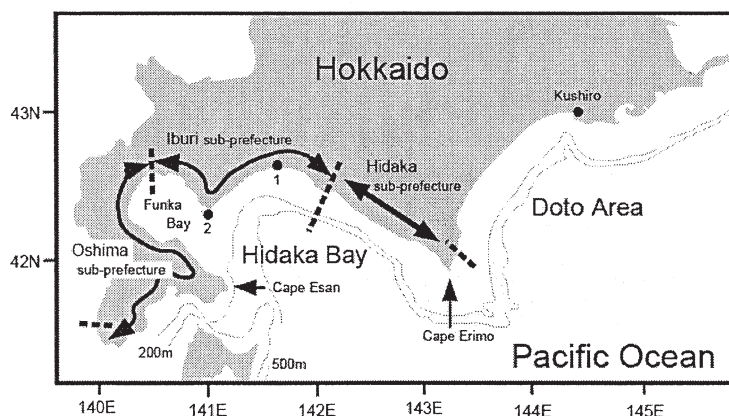 Hokkaido
Kushiro
43N
Iburi sub-prefecture
1
Hidaka
sub-prefecture
Funka
Bay
2
Doto Area
Oshima
sub-prefecture
Hidaka Bay
42N
Cape Esan
Cape Erimo
200m
500m
Pacific Ocean
140E
141E
142E
143E
144E
145E